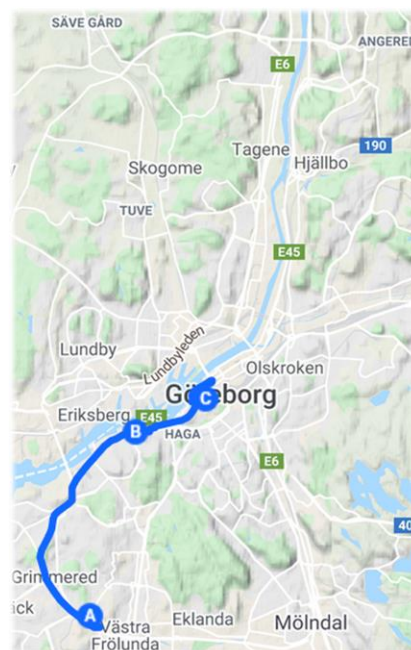 SÄVE GÅRD
ANGERE
E6
190
Tagene
Hjällbo
Skogome
TUVE
E45
Lundbyleden
Lundby
Olskroken
Göteborg
C
Eriksberg
E45
B
HAGA
E6
40
Grimmered
ick
A
Västra
Frölunda
Eklanda
Mölndal